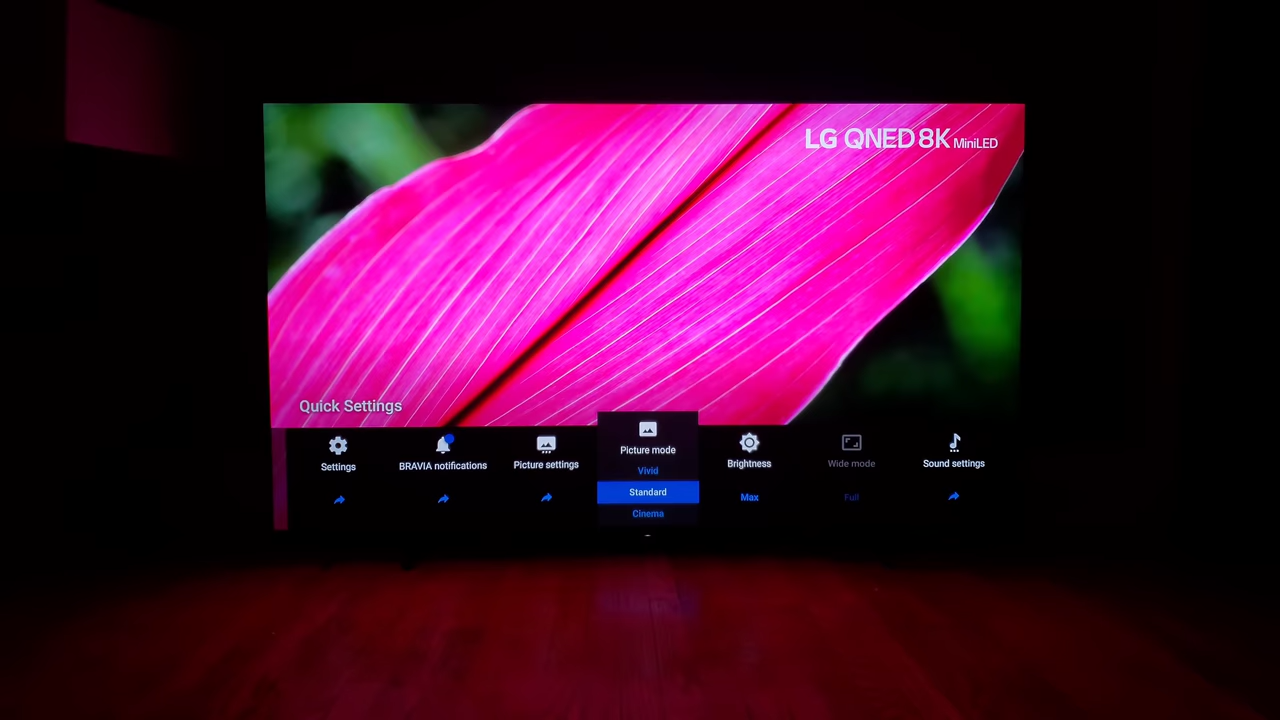 LG QNED 8K MiniLED
Quick Settings
Settings
BRAVIA notifications
Picture settings
Picture mode
Vivid
Standard
Cinema
Brightness
Max
Wide mode
Full
Sound settings